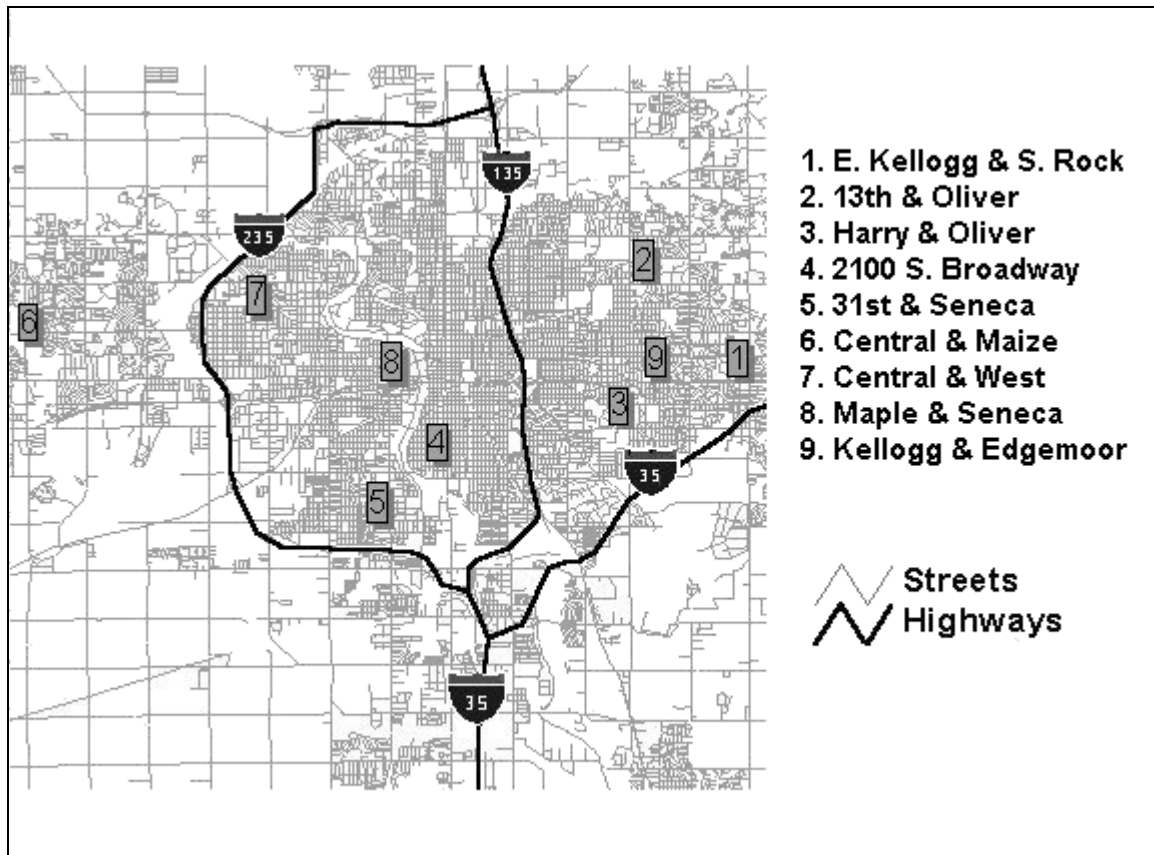 135
235
2
7
6
8
9
1
3
4
35
5
35
1. E. Kellogg & S. Rock
2. 13th & Oliver
3. Harry & Oliver
4. 2100 S. Broadway
5. 31st & Seneca
6. Central & Maize
7. Central & West
8. Maple & Seneca
9. Kellogg & Edgemoor
Streets
Highways